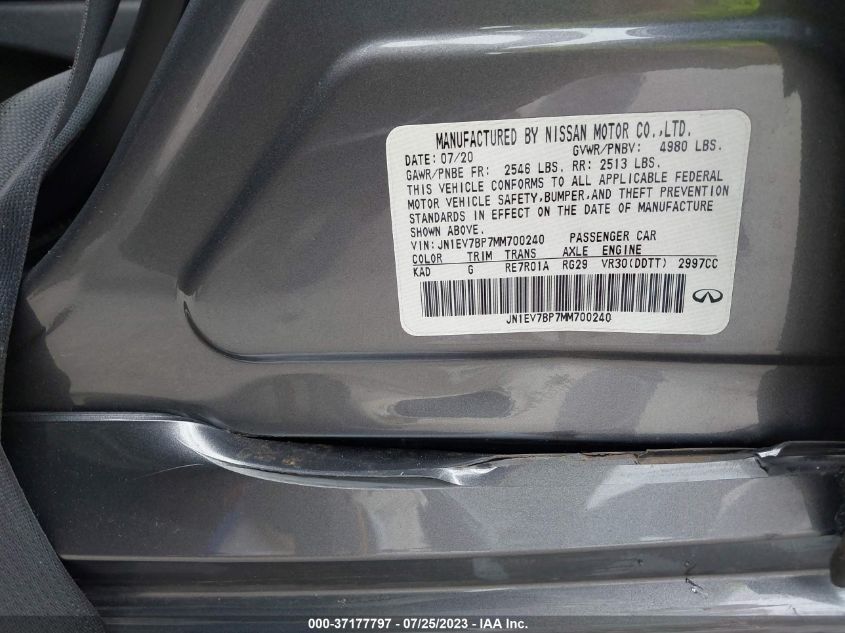 MANUFACTURED BY NISSAN MOTOR CO.,LTD.
DATE: 07/20 GVWR/PNBV: 4980 LBS.
GAWR/PNBE FR: 2546 LBS. RR: 2513 LBS.
THIS VEHICLE CONFORMS TO ALL APPLICABLE FEDERAL
MOTOR VEHICLE SAFETY,BUMPER,AND THEFT PREVENTION
STANDARDS IN EFFECT ON THE DATE OF MANUFACTURE
SHOWN ABOVE.
VIN: JN1EV7BP7MM700240 PASSENGER CAR
COLOR TRIM TRANS AXLE ENGINE
KAD G RE7R01A RG29 VR30(DDTT) 2997CC
JN1EV7BP7MM700240
000-37177797 - 07/25/2023 - IAA Inc.